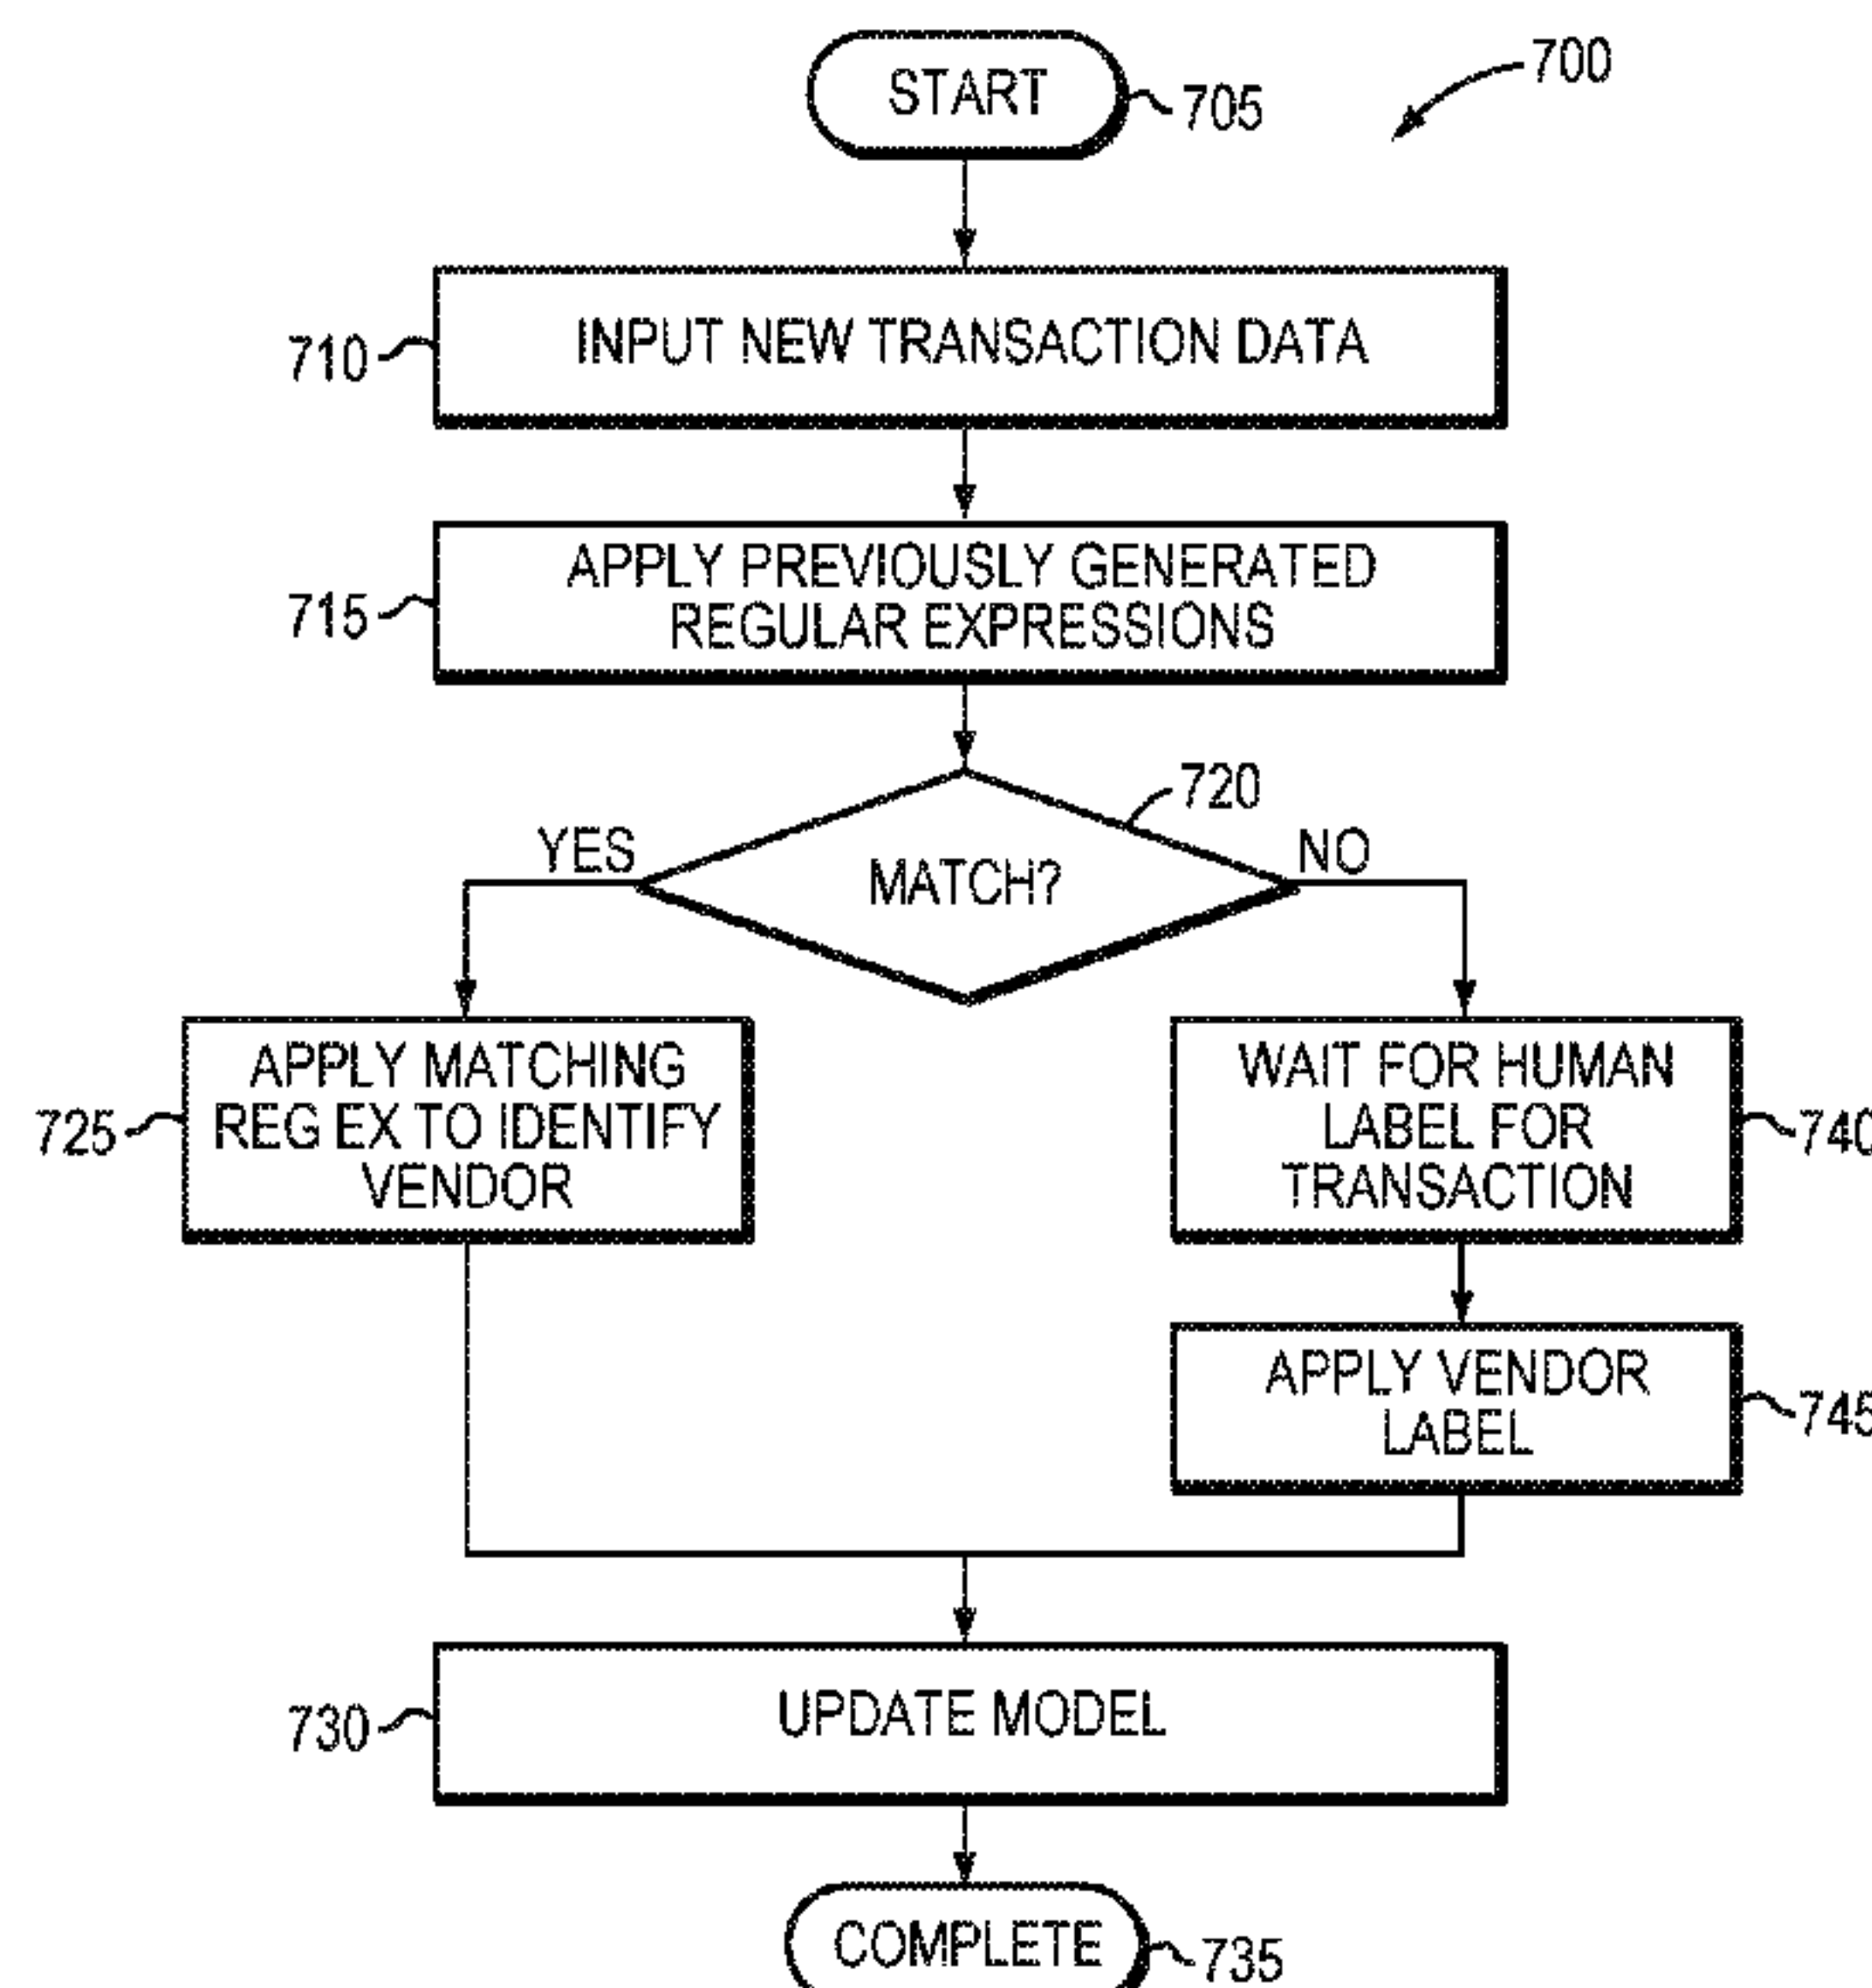 START
705
700
INPUT NEW TRANSACTION DATA
710
APPLY PREVIOUSLY GENERATED
REGULAR EXPRESSIONS
715
720
MATCH?
YES
NO
APPLY MATCHING
REG EX TO IDENTIFY
VENDOR
725
WAIT FOR HUMAN
LABEL FOR
TRANSACTION
740
APPLY VENDOR
LABEL
745
UPDATE MODEL
730
COMPLETE
735